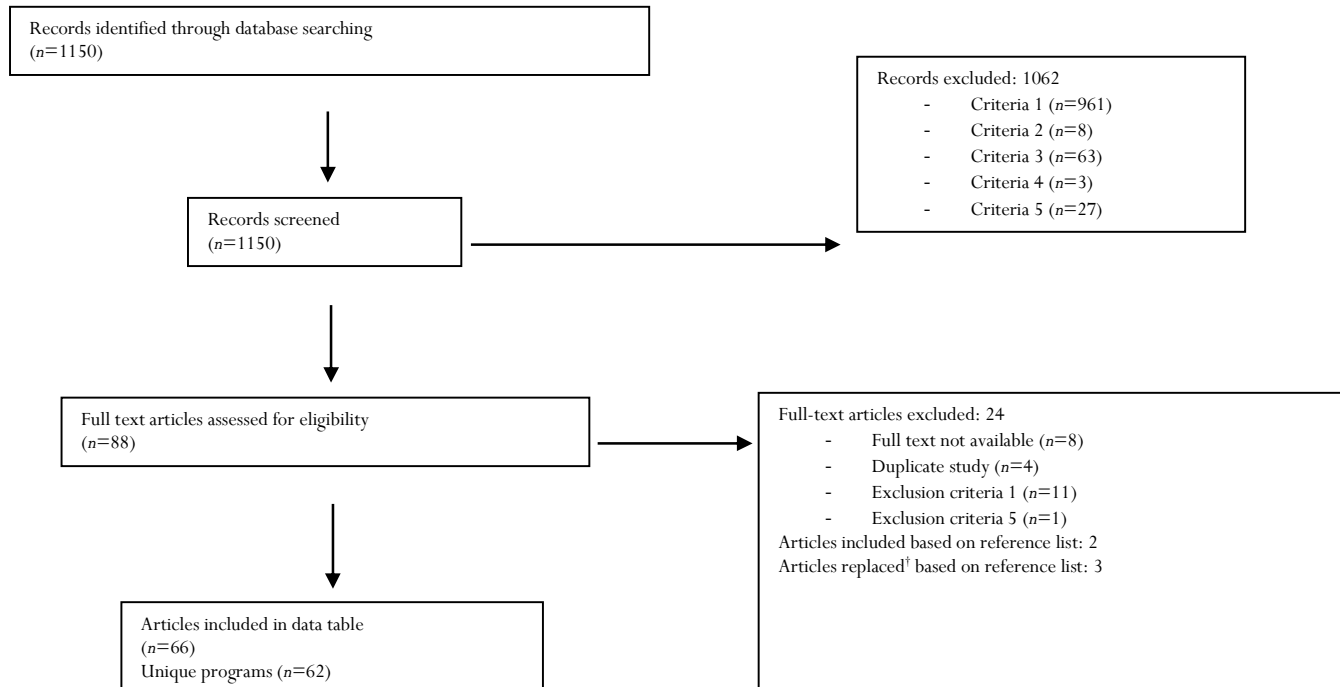 Records identified through database searching
(n=1150)
Records excluded: 1062
- Criteria 1 (n=961)
- Criteria 2 (n=8)
- Criteria 3 (n=63)
- Criteria 4 (n=3)
- Criteria 5 (n=27)
Records screened
(n=1150)
Full text articles assessed for eligibility
(n=88)
Full-text articles excluded: 24
- Full text not available (n=8)
- Duplicate study (n=4)
- Exclusion criteria 1 (n=11)
- Exclusion criteria 5 (n=1)
Articles included based on reference list: 2
Articles replaced† based on reference list: 3
Articles included in data table
(n=66)
Unique programs (n=62)